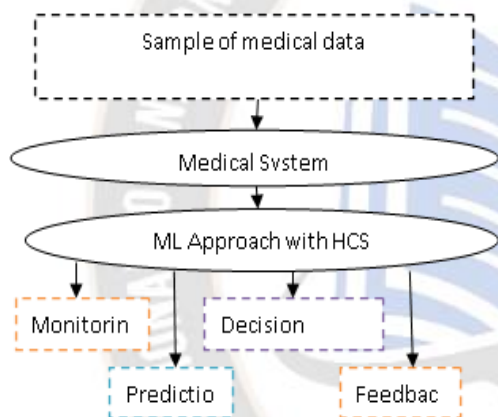 Sample of medical data
Medical System
ML Approach with HCS
Monitorin
Decision
Predictio
Feedbac